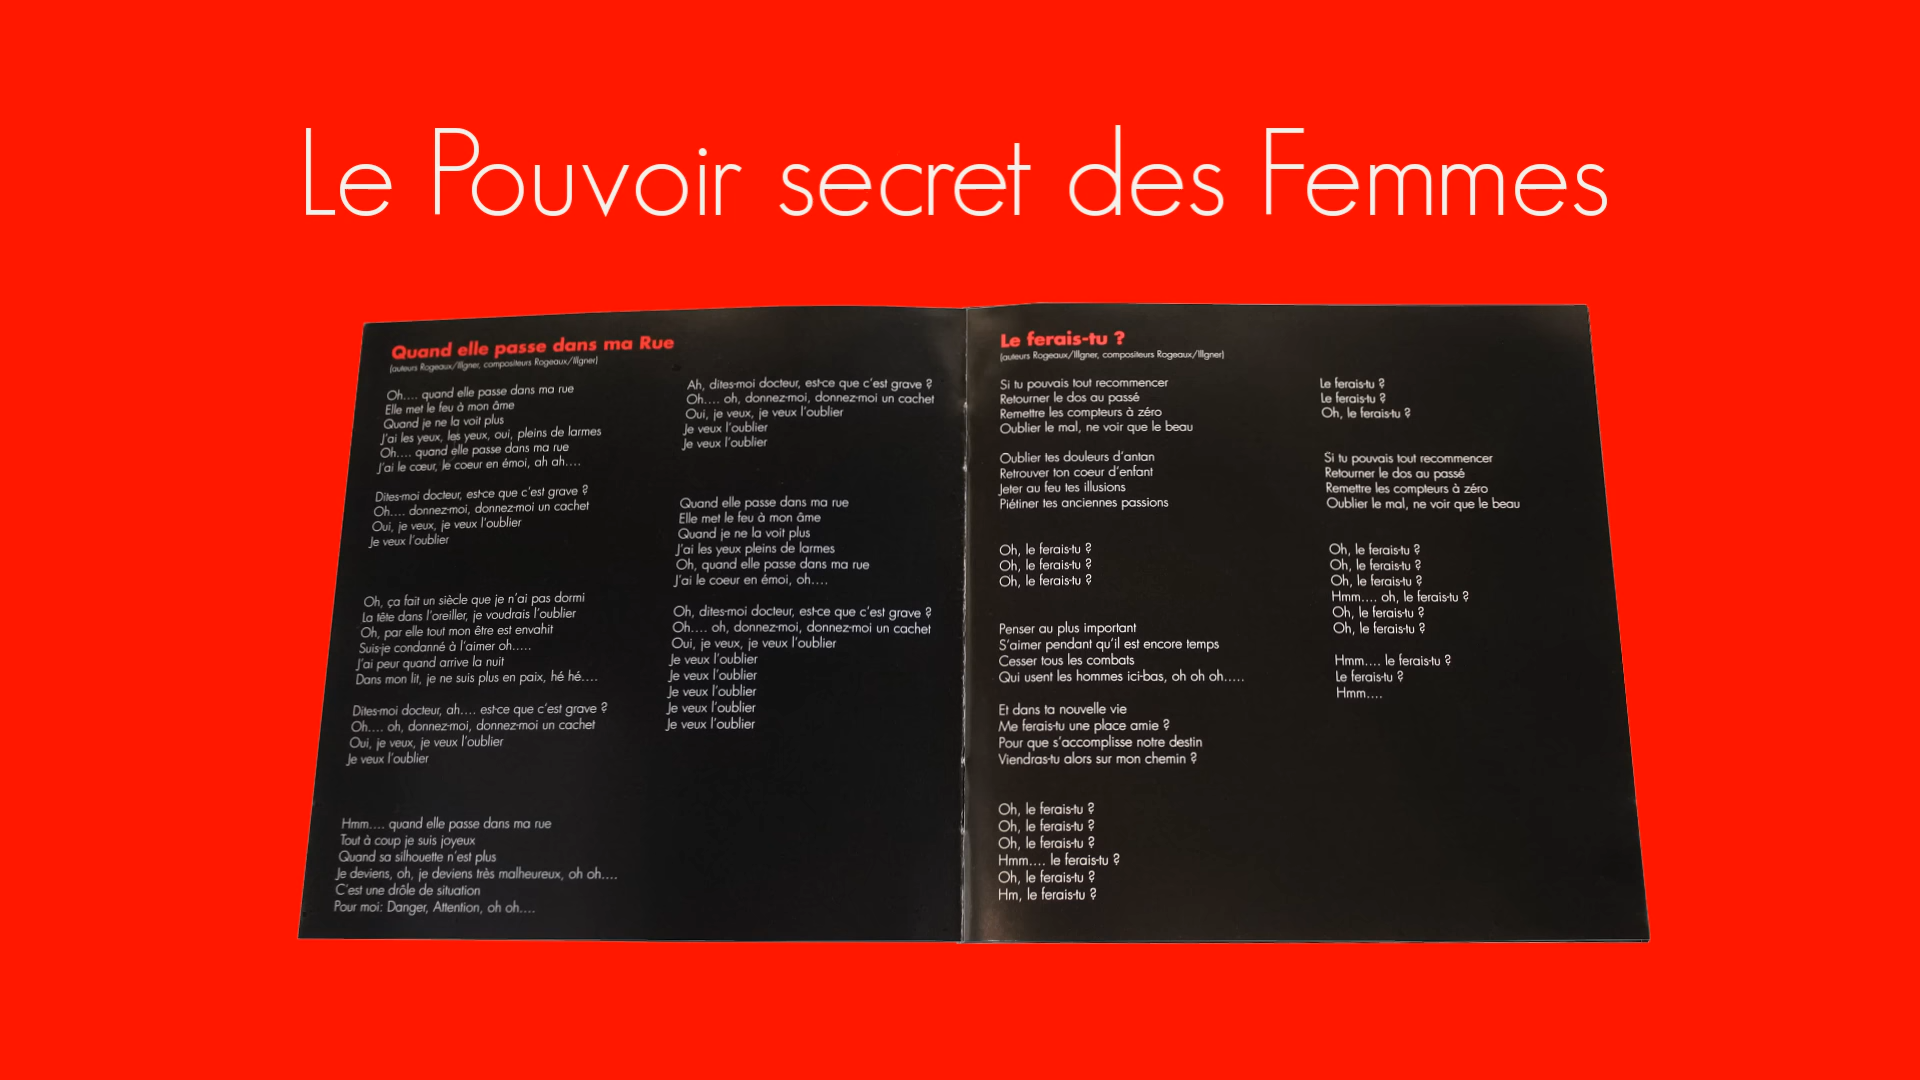 Le Pouvoir secret des Femmes
Quand elle passe dans ma Rue
(auteurs Rogeaux/Illgner, compositeurs Rogeaux/Illgner)
Oh.... quand elle passe dans ma rue
Elle met le feu à mon âme
Quand je ne la voit plus
J'ai les yeux, les yeux, oui, pleins de larmes
Oh.... quand elle passe dans ma rue
J'ai le cœur, le coeur en émoi, ah ah....
Dites-moi docteur, est-ce que c'est grave ?
Oh.... donnez-moi, donnez-moi un cachet
Oui, je veux, je veux l'oublier
Je veux l'oublier
Oh, ça fait un siècle que je n'ai pas dormi
La tête dans l'oreiller, je voudrais l'oublier
Oh, par elle tout mon être est envahit
Suis-je condanné à l'aimer oh.....
J'ai peur quand arrive la nuit
Dans mon lit, je ne suis plus en paix, hé hé....
Dites-moi docteur, ah.... est-ce que c'est grave ?
Oh.... oh, donnez-moi, donnez-moi un cachet
Oui, je veux, je veux l'oublier
Je veux l'oublier
Hmm.... quand elle passe dans ma rue
Tout à coup je suis joyeux
Quand sa silhouette n'est plus
Je deviens, oh, je deviens très malheureux, oh oh....
C'est une drôle de situation
Pour moi: Danger, Attention, oh oh....
Ah, dites-moi docteur, est-ce que c'est grave ?
Oh.... oh, donnez-moi, donnez-moi un cachet
Oui, je veux, je veux l'oublier
Je veux l'oublier
Je veux l'oublier
Quand elle passe dans ma rue
Elle met le feu à mon âme
Quand je ne la voit plus
J'ai les yeux pleins de larmes
Oh, quand elle passe dans ma rue
J'ai le coeur en émoi, oh....
Oh, dites-moi docteur, est-ce que c'est grave ?
Oh.... oh, donnez-moi, donnez-moi un cachet
Oui, je veux, je veux l'oublier
Je veux l'oublier
Je veux l'oublier
Je veux l'oublier
Je veux l'oublier
Je veux l'oublier
Le ferais-tu ?
(auteurs Rogeaux/Illgner, compositeurs Rogeaux/Illgner)
Si tu pouvais tout recommencer
Retourner le dos au passé
Remettre les compteurs à zéro
Oublier le mal, ne voir que le beau
Oublier tes douleurs d'antan
Retrouver ton coeur d'enfant
Jeter au feu tes illusions
Piétiner tes anciennes passions
Oh, le ferais-tu ?
Oh, le ferais-tu ?
Oh, le ferais-tu ?
Penser au plus important
S'aimer pendant qu'il est encore temps
Cesser tous les combats
Qui usent les hommes ici-bas, oh oh oh.....
Et dans ta nouvelle vie
Me ferais-tu une place amie ?
Pour que s'accomplisse notre destin
Viendras-tu alors sur mon chemin ?
Oh, le ferais-tu ?
Oh, le ferais-tu ?
Oh, le ferais-tu ?
Hmm.... le ferais-tu ?
Oh, le ferais-tu ?
Hm, le ferais-tu ?
Le ferais-tu ?
Le ferais-tu ?
Oh, le ferais-tu ?
Si tu pouvais tout recommencer
Retourner le dos au passé
Remettre les compteurs à zéro
Oublier le mal, ne voir que le beau
Oh, le ferais-tu ?
Oh, le ferais-tu ?
Oh, le ferais-tu ?
Hmm.... oh, le ferais-tu ?
Oh, le ferais-tu ?
Oh, le ferais-tu ?
Hmm.... le ferais-tu ?
Le ferais-tu ?
Hmm....